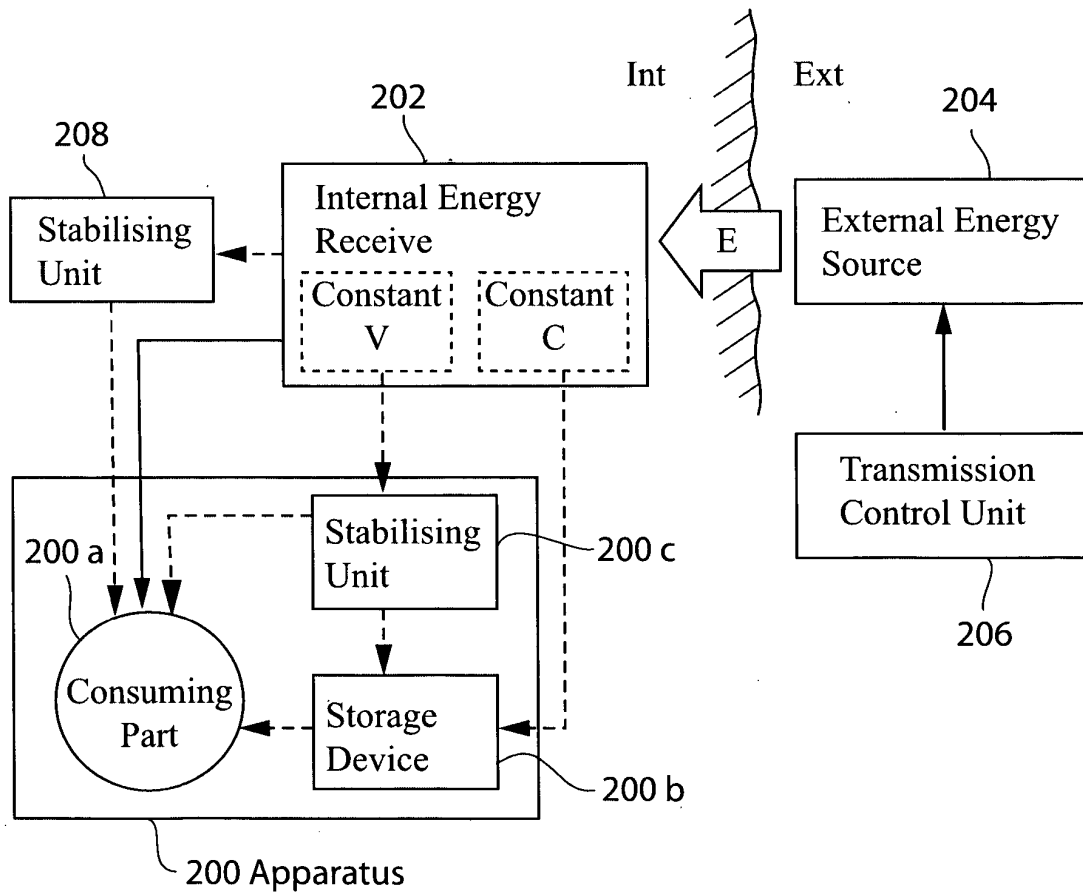 Int
Ext
202
204
208
Internal Energy
Receive
External Energy
Source
Stabilising
Unit
E
Constant
V
Constant
C
Transmission
Control Unit
206
200 a
Stabilising
Unit
200 c
Consuming
Part
Storage
Device
200 b
200 Apparatus